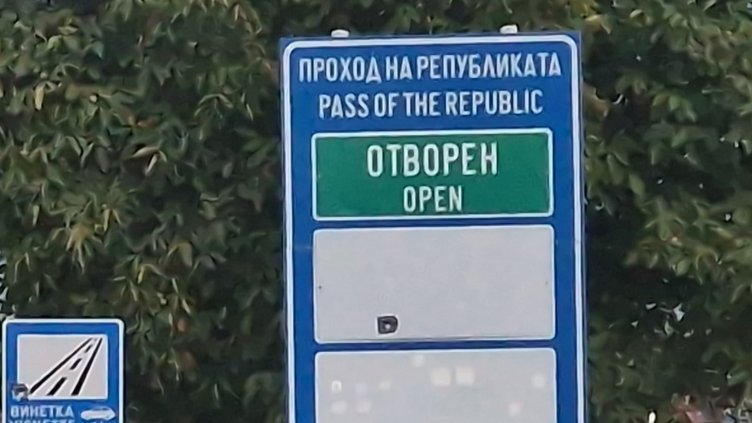 ПРОХОД НА РЕПУБЛИКАТА
PASS OF THE REPUBLIC
ОТВОРЕН
OPEN
ВИНЕТКА